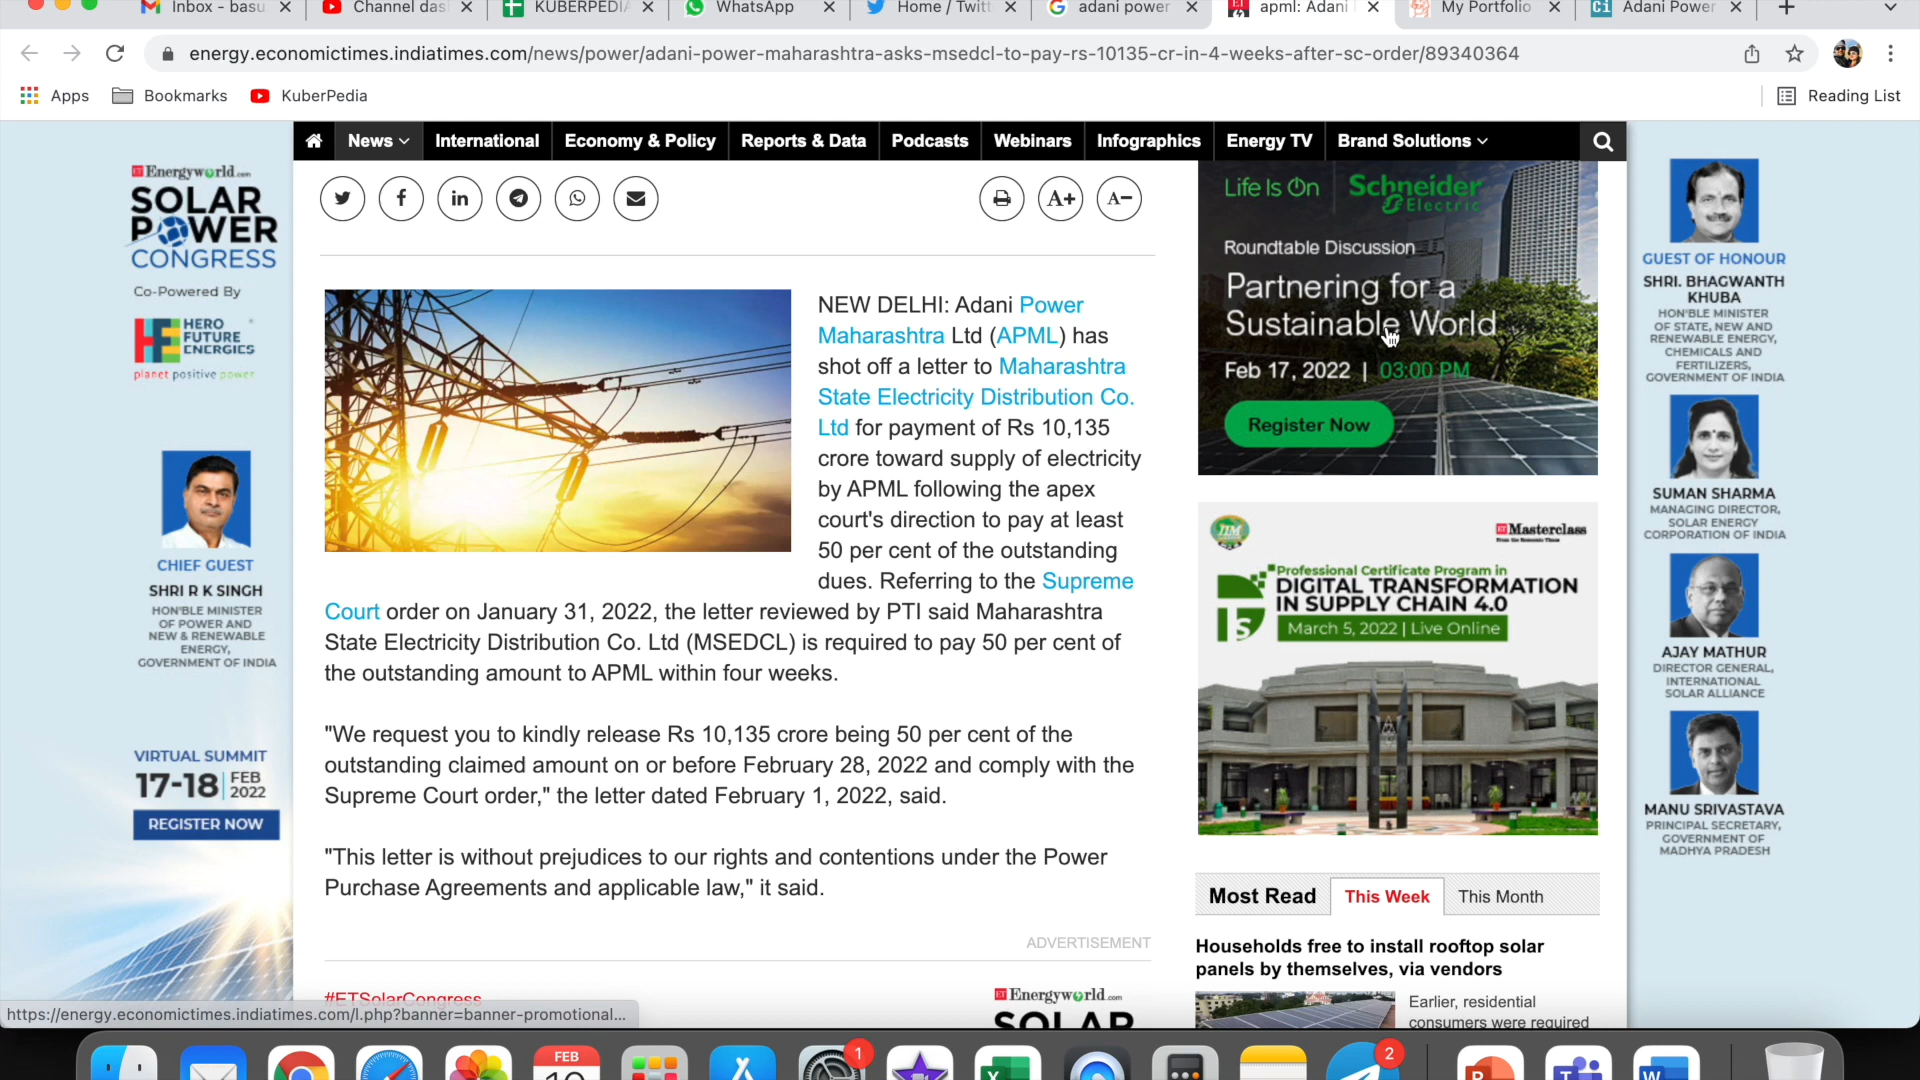 Inbox - basu
Channel das
KUBERPEDIA
WhatsApp
Home / Twitt
adani power
apml: Adani
My Portfolio
Adani Power
energy.economictimes.indiatimes.com/news/power/adani-power-maharashtra-asks-msedcl-to-pay-rs-10135-cr-in-4-weeks-after-sc-order/89340364
Apps
Bookmarks
KuberPedia
Reading List
News
International
Economy & Policy
Reports & Data
Podcasts
Webinars
Infographics
Energy TV
Brand Solutions
A+
A-
ET Energyworld.com
SOLAR
POWER
CONGRESS
Co-Powered By
HERO
FUTURE
ENERGIES
planet positive power
CHIEF GUEST
SHRI R K SINGH
HON'BLE MINISTER
OF POWER AND
NEW & RENEWABLE
ENERGY,
GOVERNMENT OF INDIA
VIRTUAL SUMMIT
17-18 FEB
2022
REGISTER NOW
NEW DELHI: Adani Power
Maharashtra Ltd (APML) has
shot off a letter to Maharashtra
State Electricity Distribution Co.
Ltd for payment of Rs 10,135
crore toward supply of electricity
by APML following the apex
court's direction to pay at least
50 per cent of the outstanding
dues. Referring to the Supreme
Court order on January 31, 2022, the letter reviewed by PTI said Maharashtra
State Electricity Distribution Co. Ltd (MSEDCL) is required to pay 50 per cent of
the outstanding amount to APML within four weeks.
"We request you to kindly release Rs 10,135 crore being 50 per cent of the
outstanding claimed amount on or before February 28, 2022 and comply with the
Supreme Court order," the letter dated February 1, 2022, said.
"This letter is without prejudices to our rights and contentions under the Power
Purchase Agreements and applicable law," it said.
ADVERTISEMENT
#ETSolarCongress
ET Energyworld.com
SOLAR
Life Is On Schneider
Electric
Roundtable Discussion
Partnering for a
Sustainable World
Feb 17, 2022 | 03:00 PM
Register Now
ET Masterclass
From the Economic Times
Professional Certificate Program in
DIGITAL TRANSFORMATION
IN SUPPLY CHAIN 4.0
March 5, 2022 | Live Online
Most Read
This Week
This Month
Households free to install rooftop solar
panels by themselves, via vendors
Earlier, residential
consumers were required
GUEST OF HONOUR
SHRI. BHAGWANTH
KHUBA
HON'BLE MINISTER
OF STATE, NEW AND
RENEWABLE ENERGY,
CHEMICALS AND
FERTILIZERS,
GOVERNMENT OF INDIA
SUMAN SHARMA
MANAGING DIRECTOR,
SOLAR ENERGY
CORPORATION OF INDIA
AJAY MATHUR
DIRECTOR GENERAL,
INTERNATIONAL
SOLAR ALLIANCE
MANU SRIVASTAVA
PRINCIPAL SECRETARY,
GOVERNMENT OF
MADHYA PRADESH
https://energy.economictimes.indiatimes.com/l.php?banner=banner-promotional...
FEB
1
2